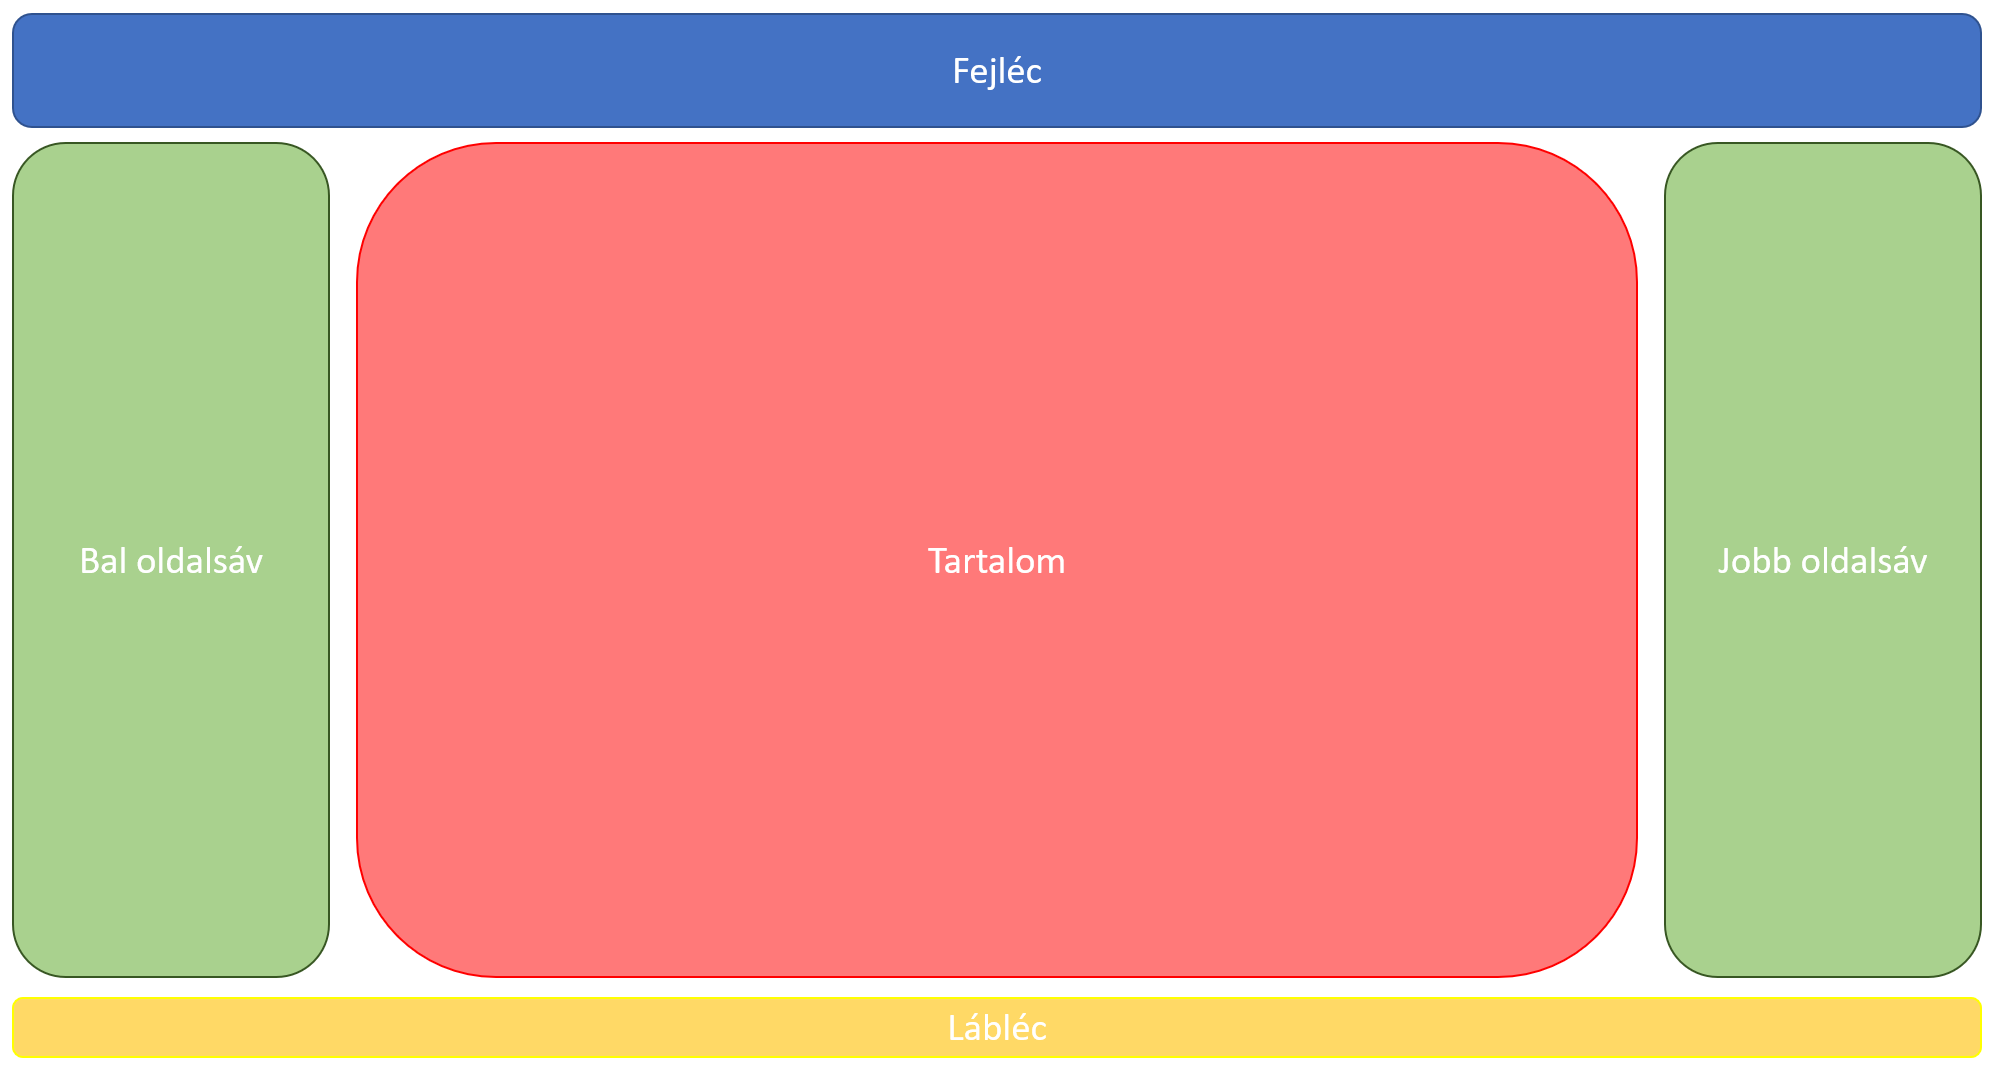 Fejléc
Bal oldalsáv
Tartalom
Jobb oldalsáv
Lábléc